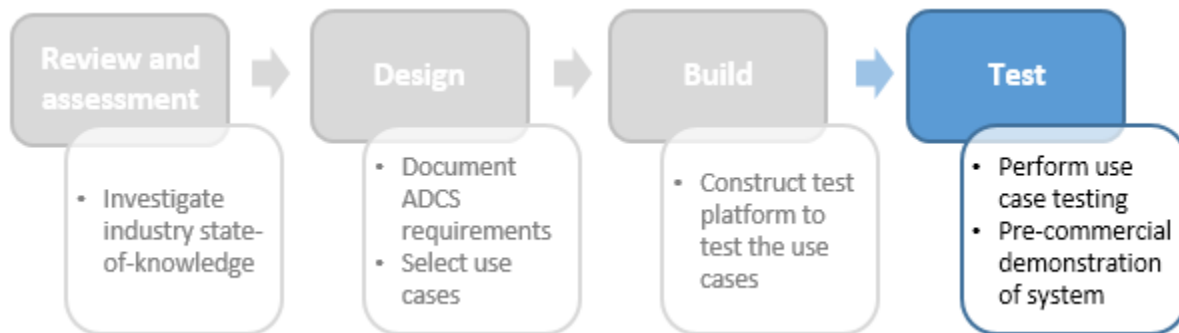 Review and
assessment
• Investigate
industry state-
of-knowledge
Design
• Document
ADCS
requirements
• Select use
cases
Build
• Construct test
platform to
test the use
cases
Test
• Perform use
case testing
• Pre-commercial
demonstration
of system